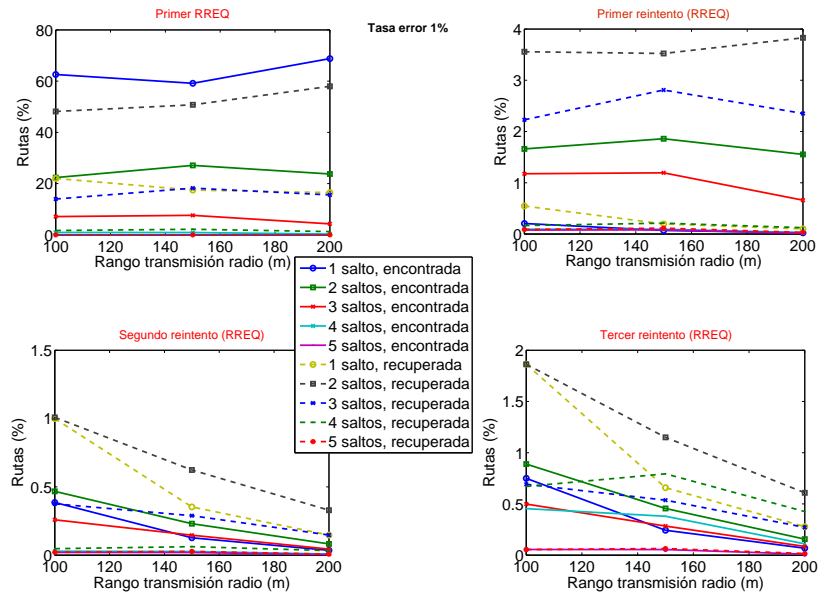 Primer RREQ
Tasa error 1%
Primer reintento (RREQ)
80
60
40
20
0
Rutas (%)
100 120 140 160 180 200
Rango transmisión radio (m)
4
3
2
1
0
Rutas (%)
100 120 140 160 180 200
Rango transmisión radio (m)
1 salto, encontrada
2 saltos, encontrada
3 saltos, encontrada
4 saltos, encontrada
5 saltos, encontrada
1 salto, recuperada
2 saltos, recuperada
3 saltos, recuperada
4 saltos, recuperada
5 saltos, recuperada
Segundo reintento (RREQ)
1.5
1
0.5
0
Rutas (%)
100 120 140 160 180 200
Rango transmisión radio (m)
Tercer reintento (RREQ)
2
1.5
1
0.5
0
Rutas (%)
100 120 140 160 180 200
Rango transmisión radio (m)